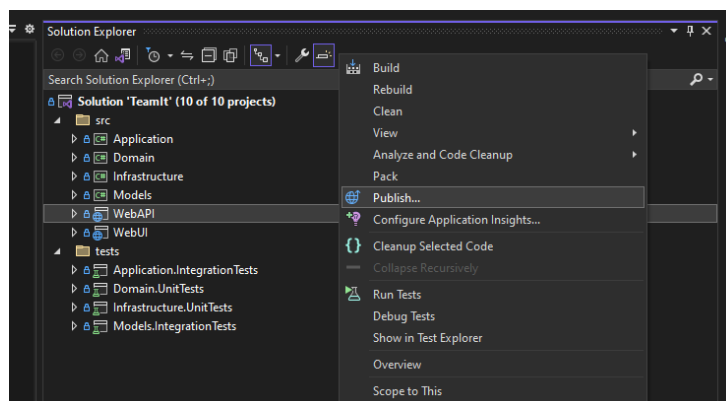 Solution Explorer
Search Solution Explorer (Ctrl+;)
Solution 'TeamIt' (10 of 10 projects)
src
C# Application
C# Domain
C# Infrastructure
C# Models
WebAPI
WebUI
tests
Application.IntegrationTests
Domain.UnitTests
Infrastructure.UnitTests
Models.IntegrationTests
Build
Rebuild
Clean
View
Analyze and Code Cleanup
Pack
Publish...
Configure Application Insights...
Cleanup Selected Code
Collapse Recursively
Run Tests
Debug Tests
Show in Test Explorer
Overview
Scope to This